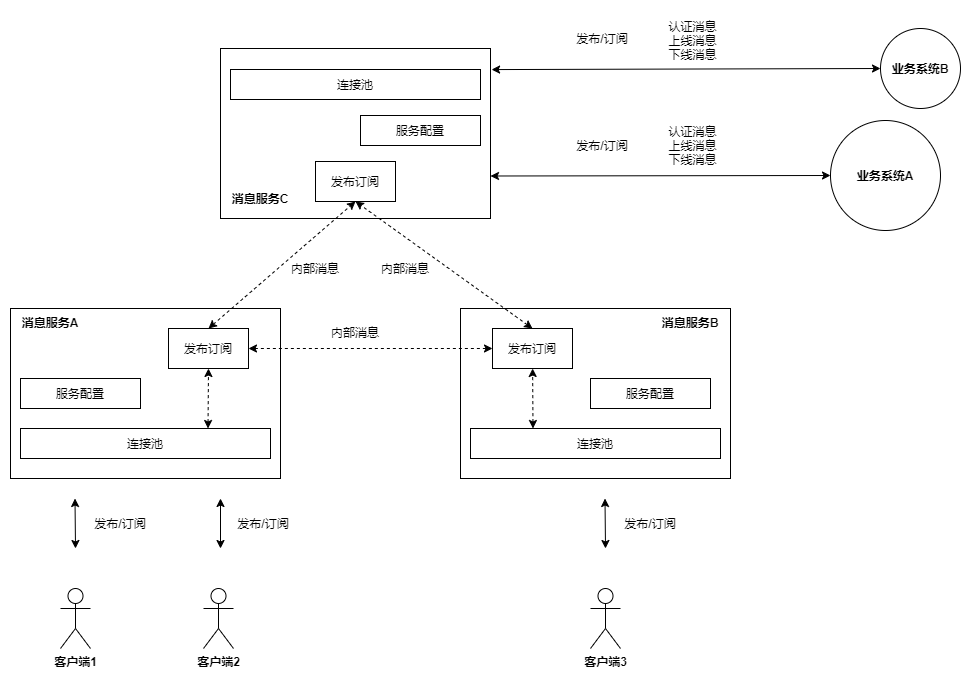 发布/订阅
认证消息
上线消息
下线消息
业务系统B
连接池
服务配置
发布/订阅
认证消息
上线消息
下线消息
业务系统A
发布订阅
消息服务C
内部消息
内部消息
消息服务A
发布订阅
内部消息
消息服务B
发布订阅
服务配置
服务配置
连接池
连接池
发布/订阅
发布/订阅
发布/订阅
客户端1
客户端2
客户端3